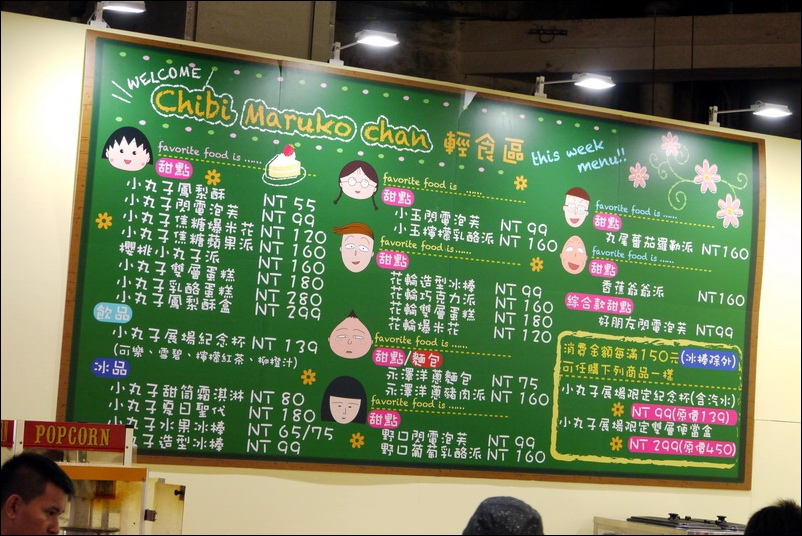 WELCOME
Chibi Maruko chan 輕食區
this week
menu!!
favorite food is ......
甜點
小丸子鳳梨酥 NT 55
小丸子閃電泡芙 NT 99
小丸子焦糖爆米花 NT 120
小丸子焦糖蘋果派 NT 160
櫻桃小丸子派 NT 160
小丸子雙層蛋糕 NT 180
小丸子乳酪蛋糕 NT 280
小丸子鳳梨酥盒 NT 299
飲品
小丸子展場紀念杯 NT 139
(可樂、雪碧、檸檬紅茶、柳橙汁)
冰品
小丸子甜筒霜淇淋 NT 80
小丸子夏日聖代 NT 180
小丸子水果冰棒 NT 65/75
小丸子造型冰棒 NT 99
favorite food is ......
甜點
小玉閃電泡芙 NT 99
小玉檸檬乳酪派 NT 160
favorite food is ......
甜點
花輪造型冰棒 NT 99
花輪巧克力派 NT 160
花輪雙層蛋糕 NT 180
花輪爆米花 NT 120
favorite food is ......
甜點/麵包
永澤洋蔥麵包 NT 75
永澤洋蔥豬肉派 NT 160
favorite food is ......
甜點
野口閃電泡芙 NT 99
野口葡萄乳酪派 NT 160
favorite food is ......
甜點
丸尾蕃茄羅勒派 NT160
favorite food is ......
甜點
香蕉爺爺派 NT160
綜合款甜點
好朋友閃電泡芙 NT99
消費金額每滿150元(冰棒除外)
可任購下列商品一樣
小丸子展場限定紀念杯(含汽水)
NT 99(原價139)
小丸子展場限定雙層便當盒
NT 299(原價450)
POPCORN